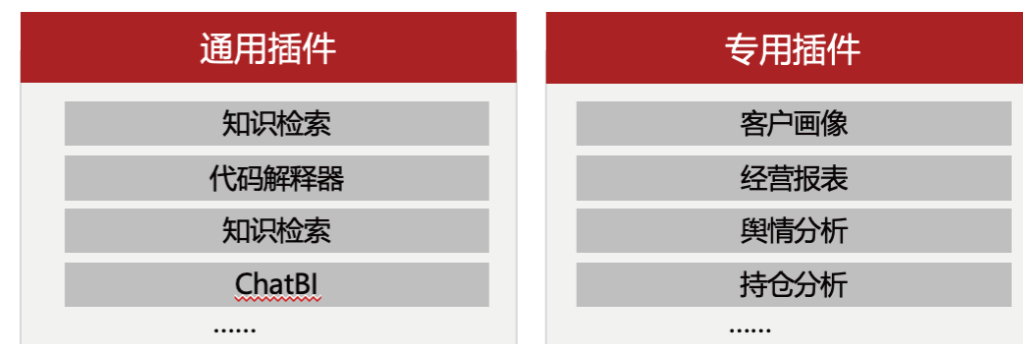 通用插件
知识检索
代码解释器
知识检索
ChatBI
......
专用插件
客户画像
经营报表
舆情分析
持仓分析
......